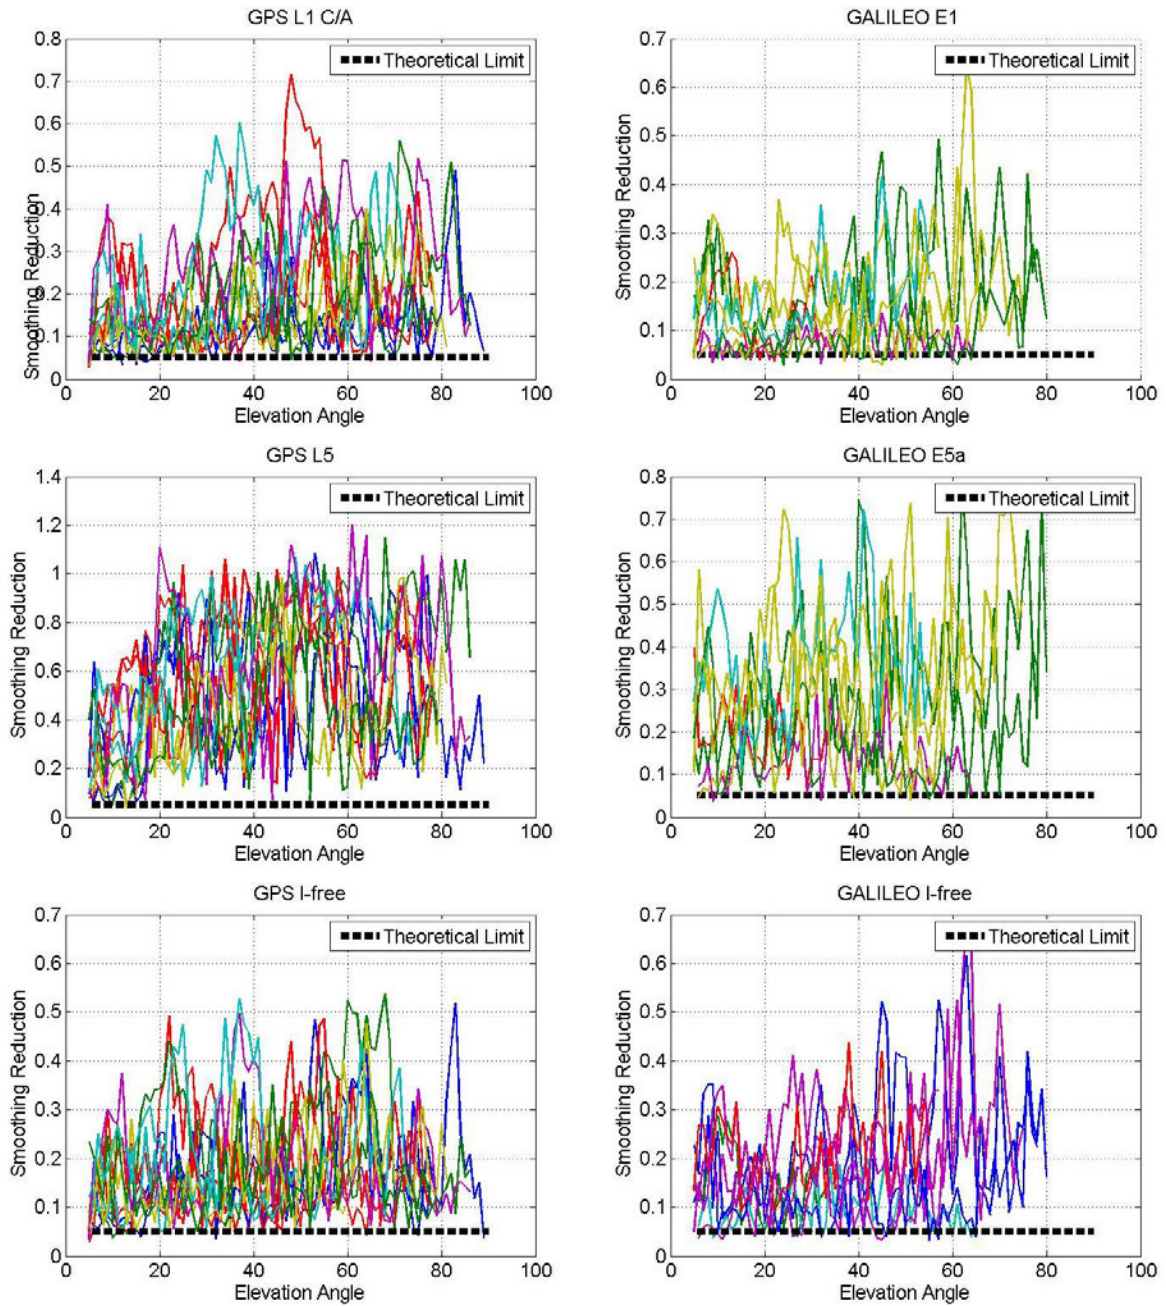 GPS L1 C/A
0.8
0.7
0.6
0.5
0.4
0.3
0.2
0.1
0
Smoothing Reduction
Theoretical Limit
0 20 40 60 80 100
Elevation Angle
GALILEO E1
0.7
0.6
0.5
0.4
0.3
0.2
0.1
0
Smoothing Reduction
Theoretical Limit
0 20 40 60 80 100
Elevation Angle
GPS L5
1.4
1.2
1
0.8
0.6
0.4
0.2
0
Smoothing Reduction
Theoretical Limit
0 20 40 60 80 100
Elevation Angle
GALILEO E5a
0.8
0.7
0.6
0.5
0.4
0.3
0.2
0.1
0
Smoothing Reduction
Theoretical Limit
0 20 40 60 80 100
Elevation Angle
GPS I-free
0.7
0.6
0.5
0.4
0.3
0.2
0.1
0
Smoothing Reduction
Theoretical Limit
0 20 40 60 80 100
Elevation Angle
GALILEO I-free
0.7
0.6
0.5
0.4
0.3
0.2
0.1
0
Smoothing Reduction
Theoretical Limit
0 20 40 60 80 100
Elevation Angle